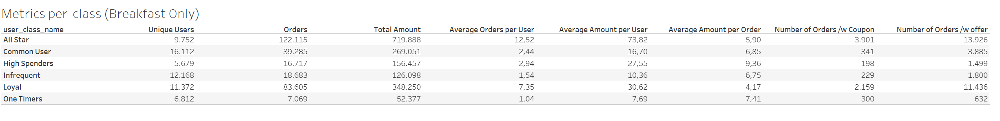 Metrics per class (Breakfast Only)
user_class_name Unique Users Orders Total Amount Average Orders per User Average Amount per User Average Amount per Order Number of Orders /w Coupon Number of Orders /w offer
All Star 9.752 122.115 719.888 12,52 73,82 5,90 3.901 13.926
Common User 16.112 39.285 269.051 2,44 16,70 6,85 341 3.885
High Spenders 5.679 16.717 156.457 2,94 27,55 9,36 198 1.499
Infrequent 12.168 18.683 126.098 1,54 10,36 6,75 229 1.800
Loyal 11.372 83.605 348.250 7,35 30,62 4,17 2.159 11.436
One Timers 6.812 7.069 52.377 1,04 7,69 7,41 300 632